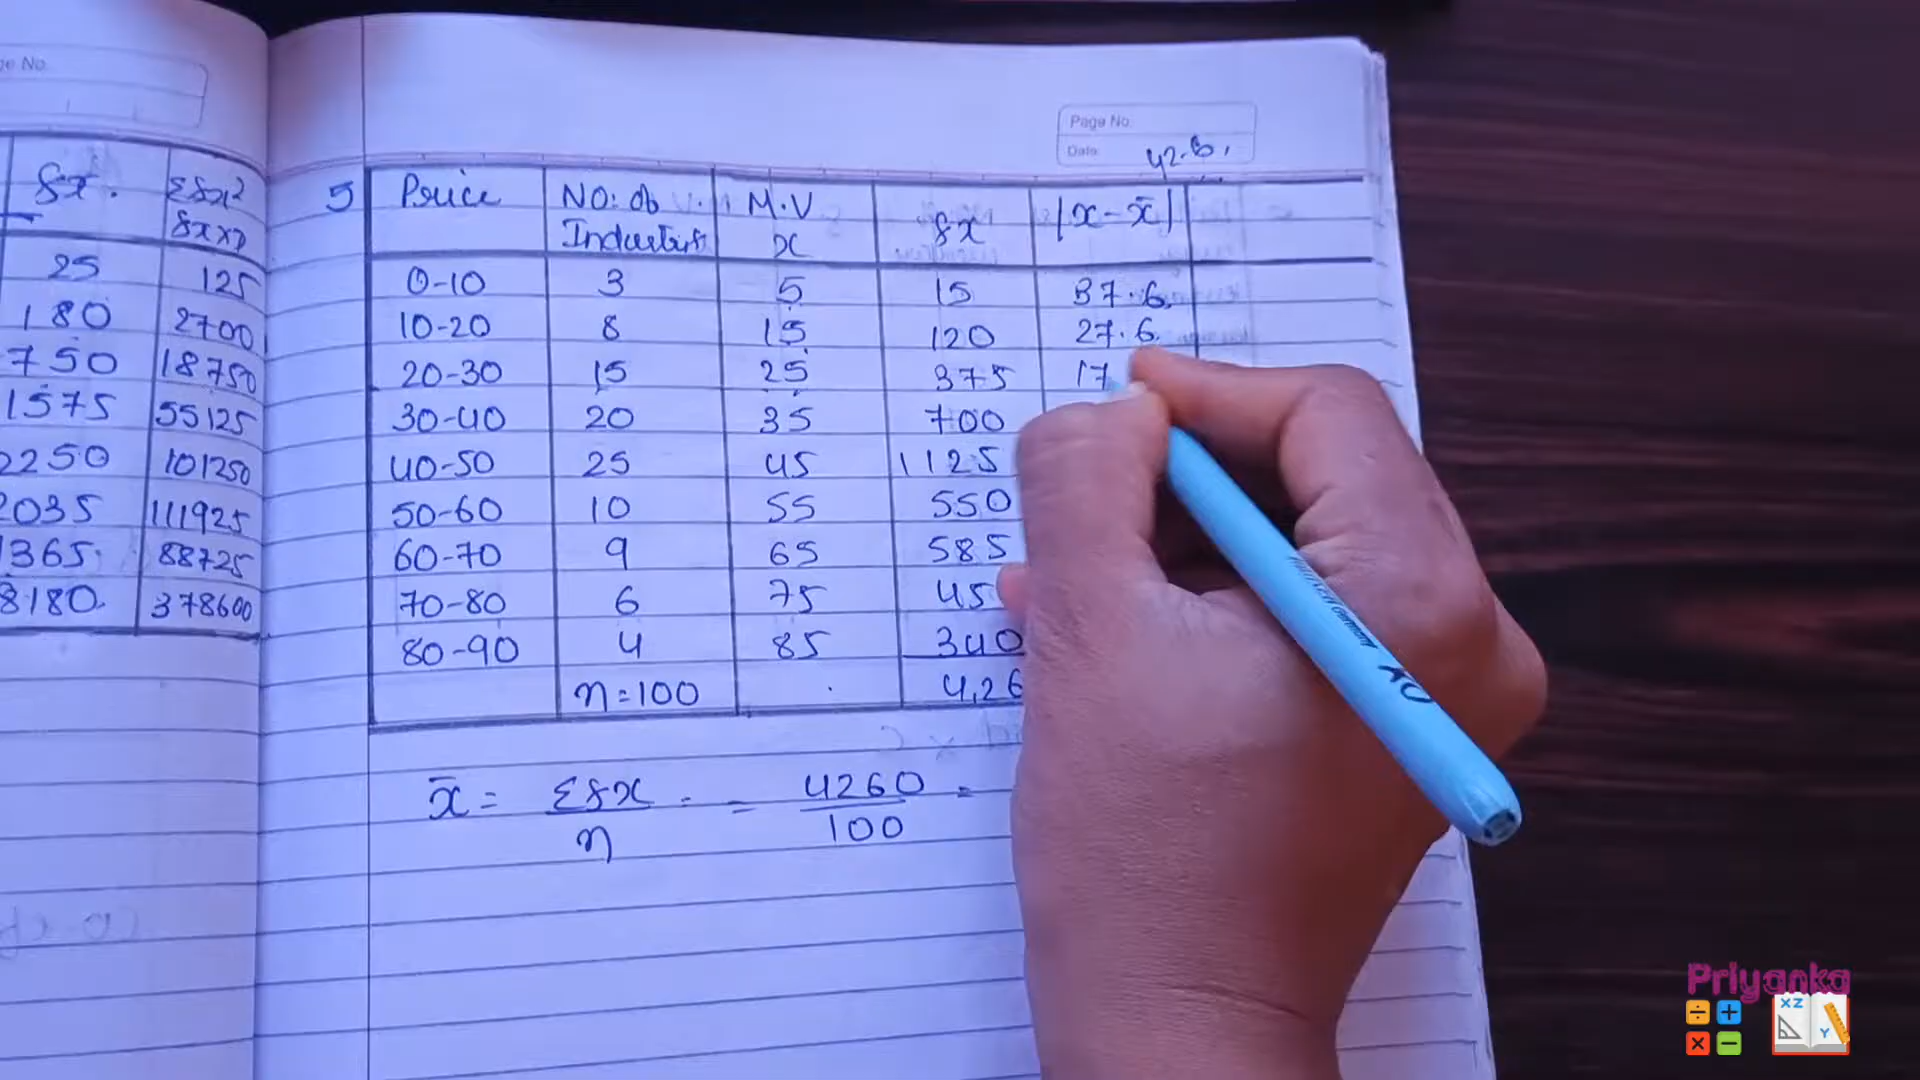 ge No.
fx. Σfx²
fx×x
25 125
180 2700
750 18750
1575 55125
2250 101250
2035 111925
1365 88725
8180 378600
Page No.
Date:
42.6.
5 Price NO: of Industries M.V x fx |x - x̄|
0-10 3 5 15 37.6.
10-20 8 15 120 27.6.
20-30 15 25 375 17
30-40 20 35 700
40-50 25 45 1125
50-60 10 55 550
60-70 9 65 585
70-80 6 75 45
80-90 4 85 340
n=100 4,26
x̄ = Σfx / n = 4260 / 100 =
Priyanka
XZ
Y